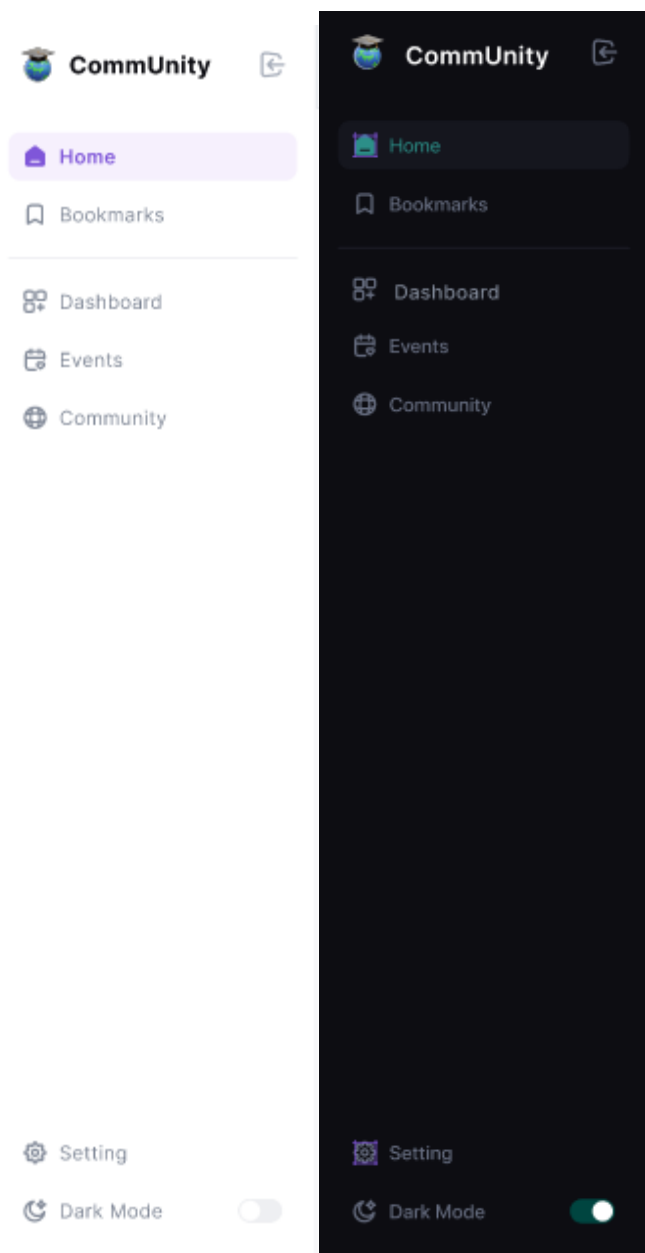 CommUnity
Home
Bookmarks
Dashboard
Events
Community
Setting
Dark Mode
CommUnity
Home
Bookmarks
Dashboard
Events
Community
Setting
Dark Mode